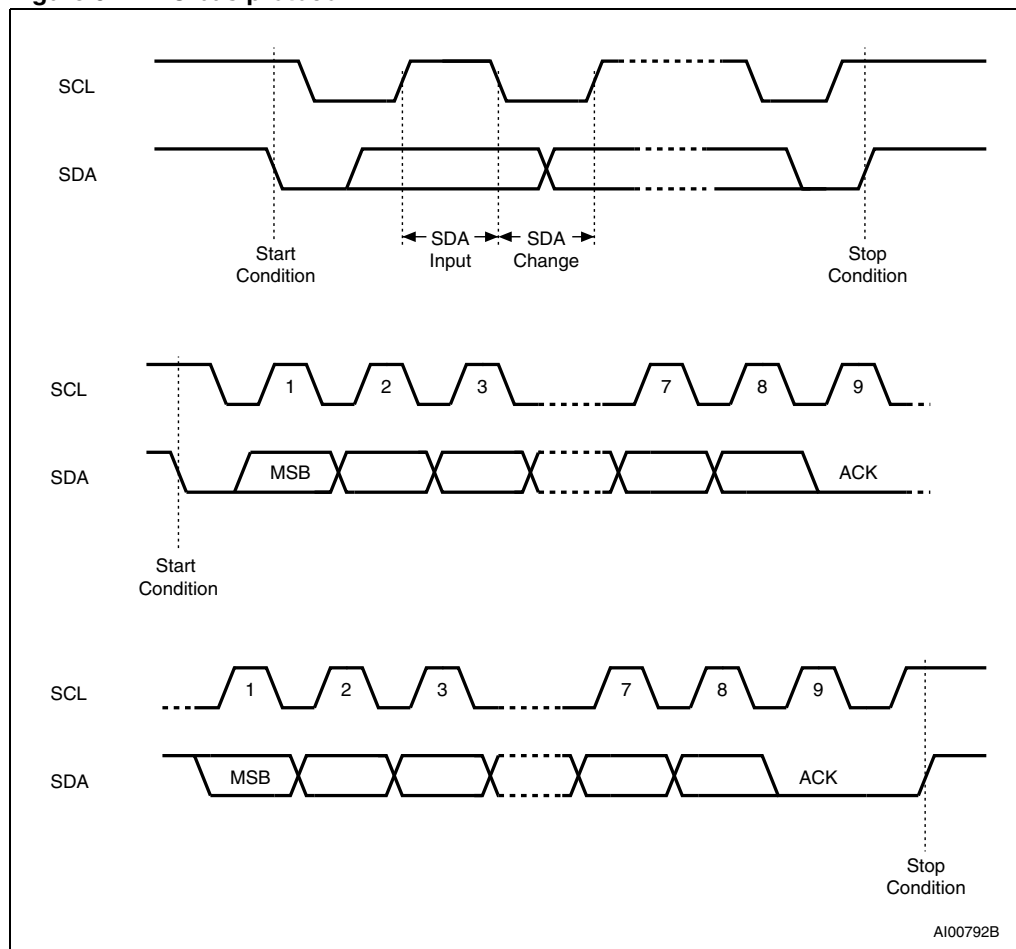 SCL
SDA
SDA Input
SDA Change
Start Condition
Stop Condition
SCL
1 2 3 7 8 9
SDA
MSB ACK
Start Condition
SCL
1 2 3 7 8 9
SDA
MSB ACK
Stop Condition
AI00792B